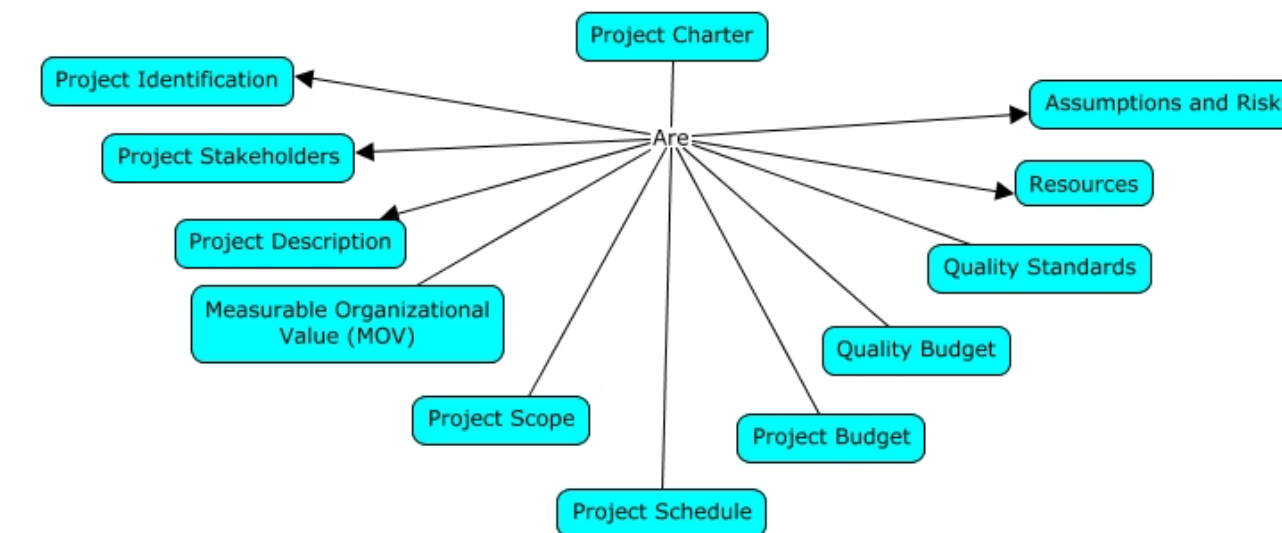 Project Charter
Project Identification
Assumptions and Risk
Are
Project Stakeholders
Resources
Project Description
Quality Standards
Measurable Organizational
Value (MOV)
Quality Budget
Project Scope
Project Budget
Project Schedule